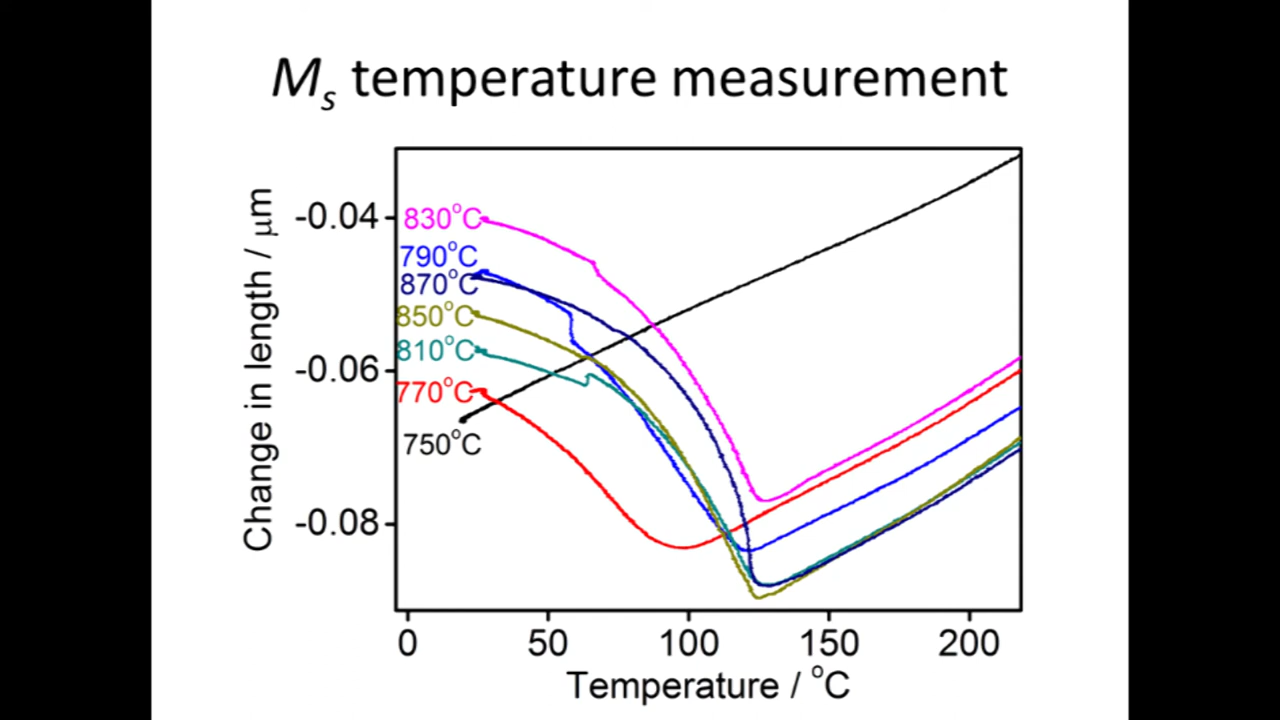 Ms temperature measurement
Change in length / μm
-0.04
-0.06
-0.08
830°C
790°C
870°C
850°C
810°C
770°C
750°C
0 50 100 150 200
Temperature / °C